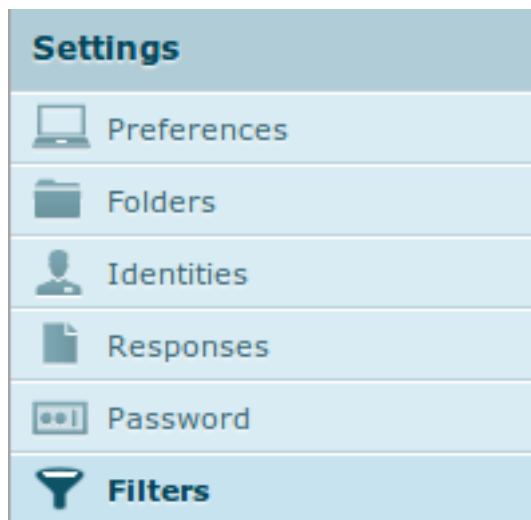 Settings
Preferences
Folders
Identities
Responses
Password
Filters